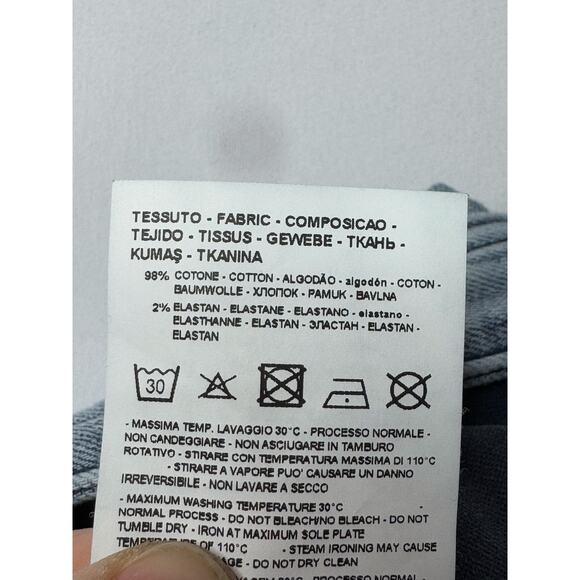 TESSUTO - FABRIC - COMPOSICAO -
TEJIDO - TISSUS - GEWEBE - ТКАНЬ -
KUMAŞ - TKANINA
98% COTONE - COTTON - ALGODÃO - algodón - COTON -
BAUMWOLLE - ХЛОПОК - PAMUK - BAVLNA
2% ELASTAN - ELASTANE - ELASTANO - elastano -
ELASTHANNE - ELASTAN - ЭЛАСТАН - ELASTAN -
ELASTAN
30
- MASSIMA TEMP. LAVAGGIO 30°C - PROCESSO NORMALE -
NON CANDEGGIARE - NON ASCIUGARE IN TAMBURO
ROTATIVO - STIRARE CON TEMPERATURA MASSIMA DI 110°C
- STIRARE A VAPORE PUO' CAUSARE UN DANNO
IRREVERSIBILE - NON LAVARE A SECCO
- MAXIMUM WASHING TEMPERATURE 30°C -
NORMAL PROCESS - DO NOT BLEACH/NO BLEACH - DO NOT
TUMBLE DRY - IRON AT MAXIMUM SOLE PLATE
TEMPERATURE OF 110°C - STEAM IRONING MAY CAUSE
DAMAGE - DO NOT DRY CLEAN